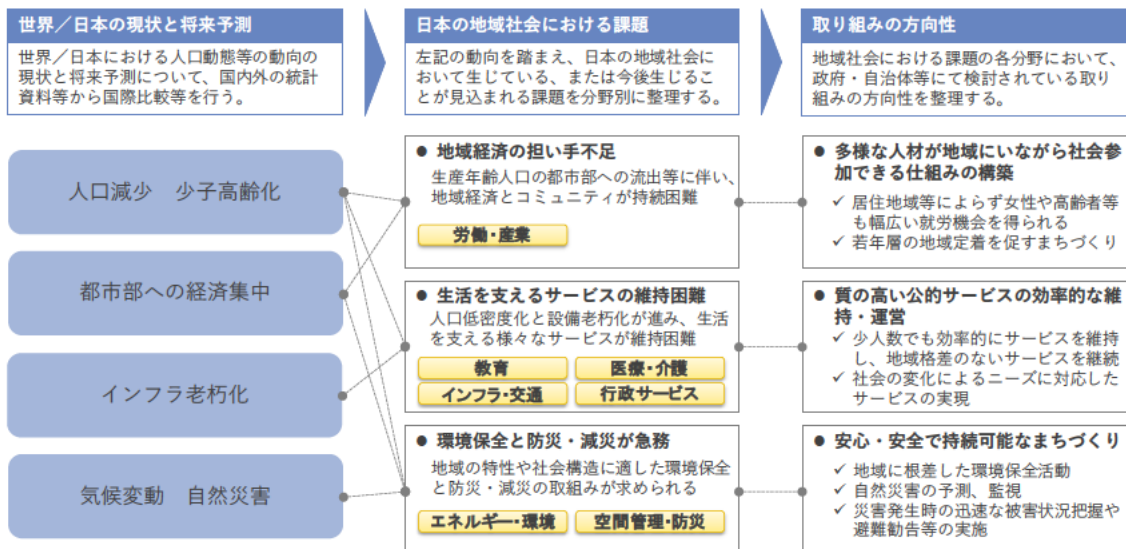 世界／日本の現状と将来予測
世界／日本における人口動態等の動向の
現状と将来予測について、国内外の統計
資料等から国際比較等を行う。
人口減少　少子高齢化
都市部への経済集中
インフラ老朽化
気候変動　自然災害
日本の地域社会における課題
左記の動向を踏まえ、日本の地域社会に
おいて生じている、または今後生じるこ
とが見込まれる課題を分野別に整理する。
● 地域経済の担い手不足
生産年齢人口の都市部への流出等に伴い、
地域経済とコミュニティが持続困難
労働・産業
● 生活を支えるサービスの維持困難
人口低密度化と設備老朽化が進み、生活
を支える様々なサービスが維持困難
教育
医療・介護
インフラ・交通
行政サービス
● 環境保全と防災・減災が急務
地域の特性や社会構造に適した環境保全
と防災・減災の取組みが求められる
エネルギー・環境
空間管理・防災
取り組みの方向性
地域社会における課題の各分野において、
政府・自治体等にて検討されている取り
組みの方向性を整理する。
● 多様な人材が地域にいながら社会参
加できる仕組みの構築
✓ 居住地域等によらず女性や高齢者等
も幅広い就労機会を得られる
✓ 若年層の地域定着を促すまちづくり
● 質の高い公的サービスの効率的な維
持・運営
✓ 少人数でも効率的にサービスを維持
し、地域格差のないサービスを継続
✓ 社会の変化によるニーズに対応した
サービスの実現
● 安心・安全で持続可能なまちづくり
✓ 地域に根差した環境保全活動
✓ 自然災害の予測、監視
✓ 災害発生時の迅速な被害状況把握や
避難勧告等の実施